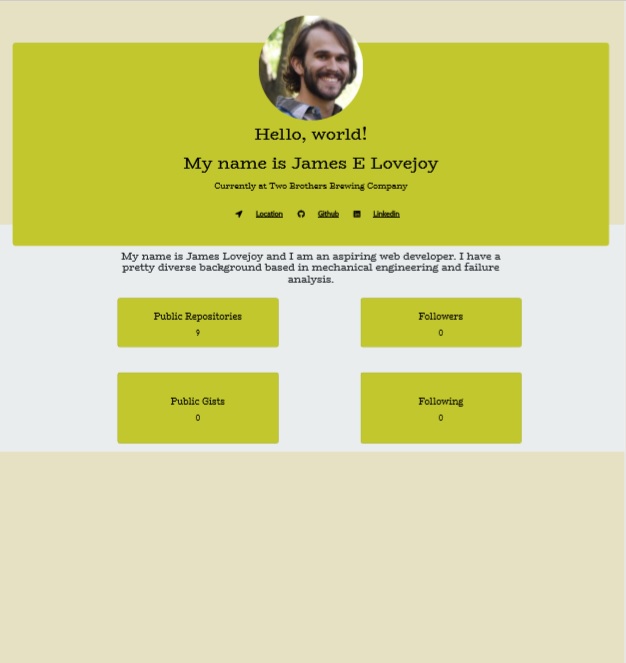 Hello, world!
My name is James E Lovejoy
Currently at Two Brothers Brewing Company
Location Github Linkedin
My name is James Lovejoy and I am an aspiring web developer. I have a
pretty diverse background based in mechanical engineering and failure
analysis.
Public Repositories
9
Followers
0
Public Gists
0
Following
0